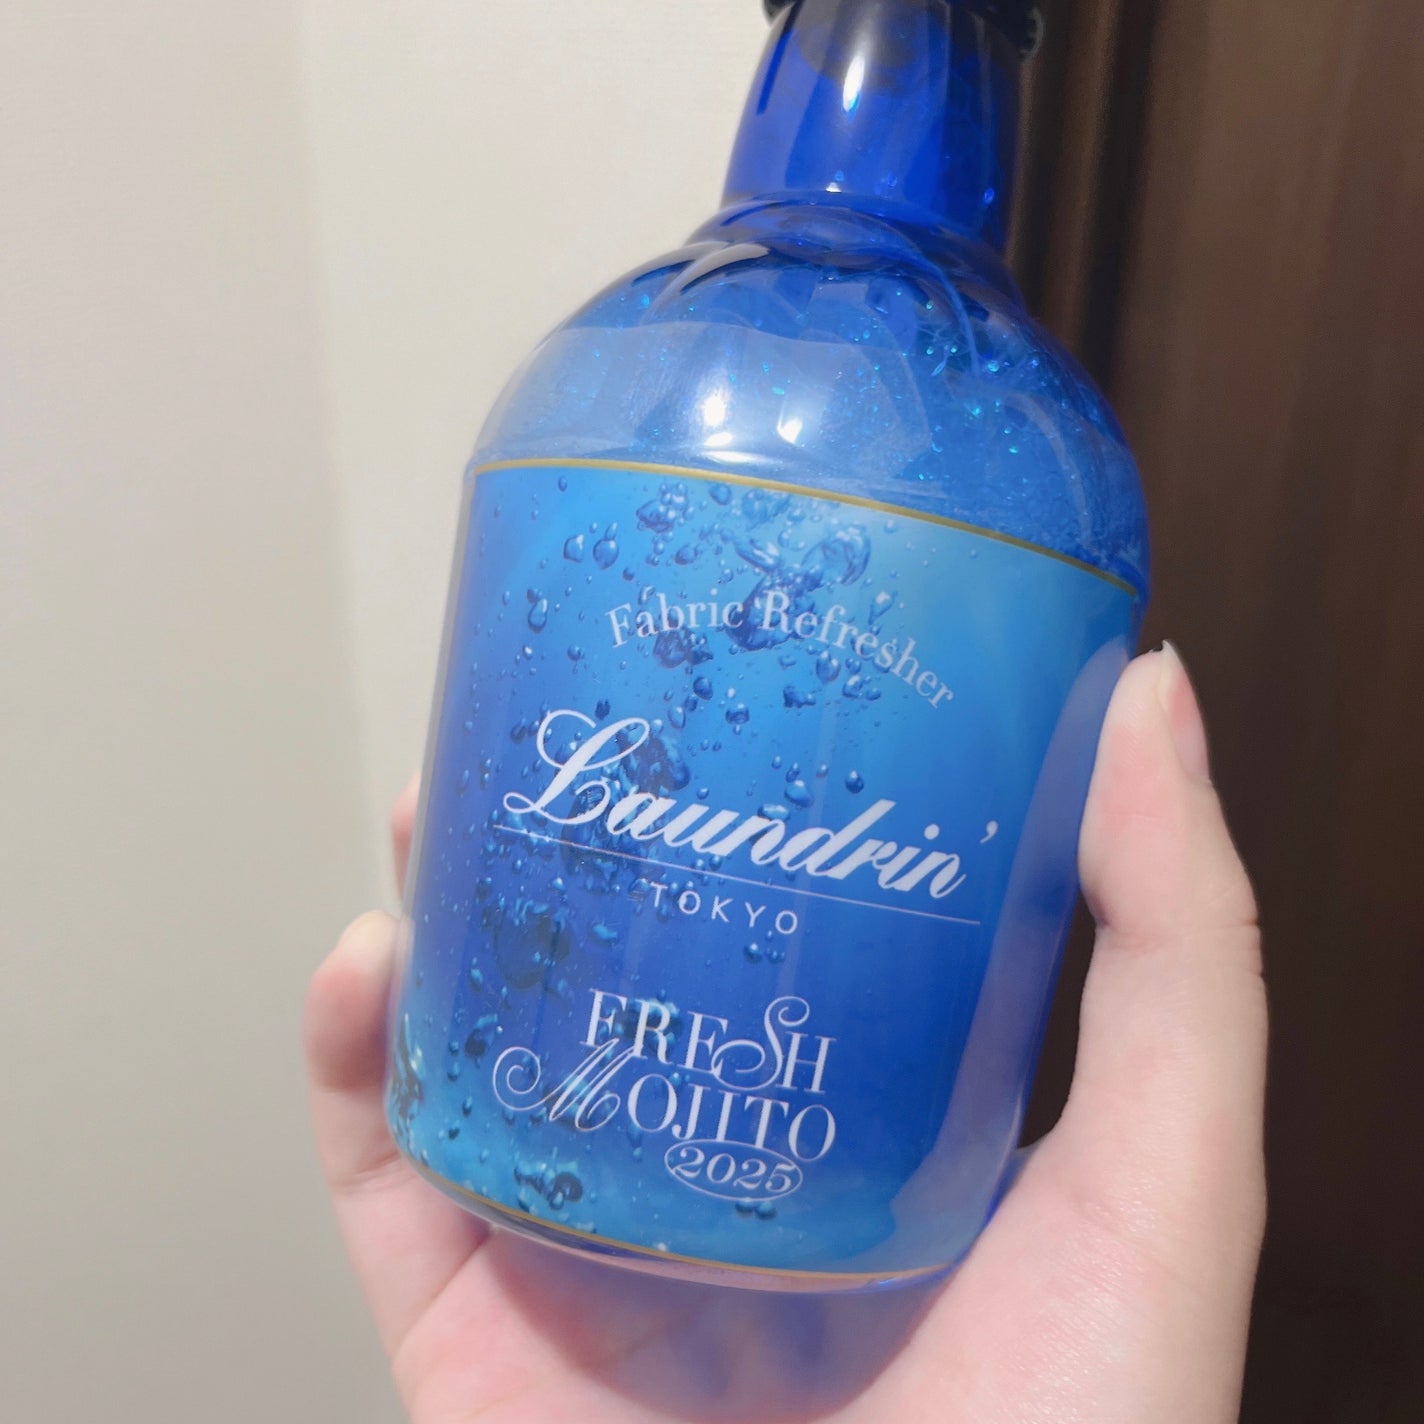 Fabric Refresher
Laundrin'
TOKYO
FRESH
MOJITO
2025